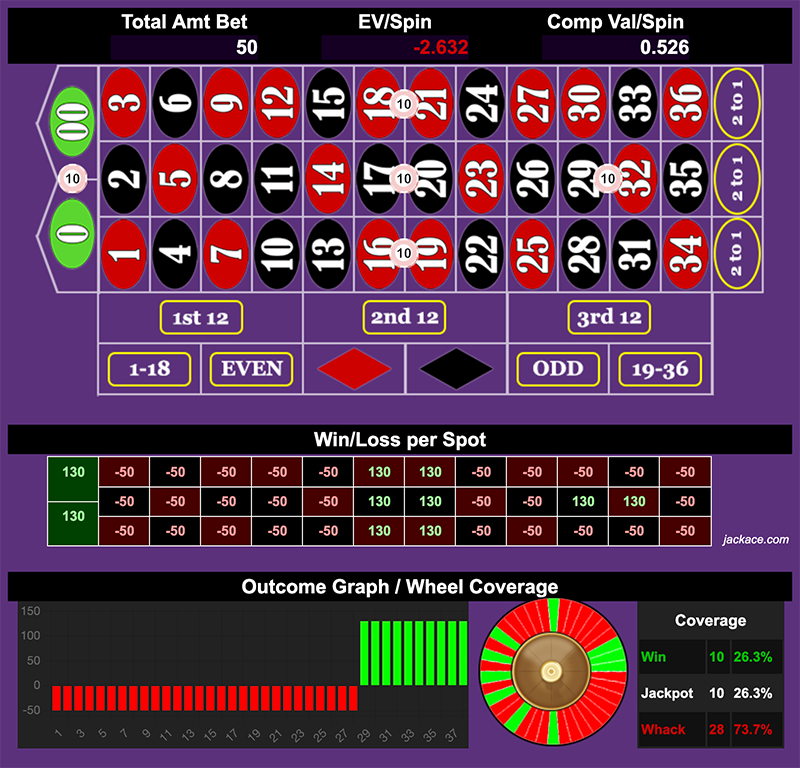 Total Amt Bet EV/Spin Comp Val/Spin
50 -2.632 0.526
00 3 6 9 12 15 18 10 21 24 27 30 33 36 2 to 1
10 2 5 8 11 14 17 10 20 23 26 29 10 32 35 2 to 1
0 1 4 7 10 13 16 10 19 22 25 28 31 34 2 to 1
1st 12 2nd 12 3rd 12
1-18 EVEN ODD 19-36
Win/Loss per Spot
130 -50 -50 -50 -50 -50 130 130 -50 -50 -50 -50 -50
-50 -50 -50 -50 -50 130 130 -50 -50 130 130 -50
130 -50 -50 -50 -50 -50 130 130 -50 -50 -50 -50 -50
jackace.com
Outcome Graph / Wheel Coverage
150
100
50
0
-50
1 3 5 7 9 11 13 15 17 19 21 23 25 27 29 31 33 35 37
Coverage
Win 10 26.3%
Jackpot 10 26.3%
Whack 28 73.7%